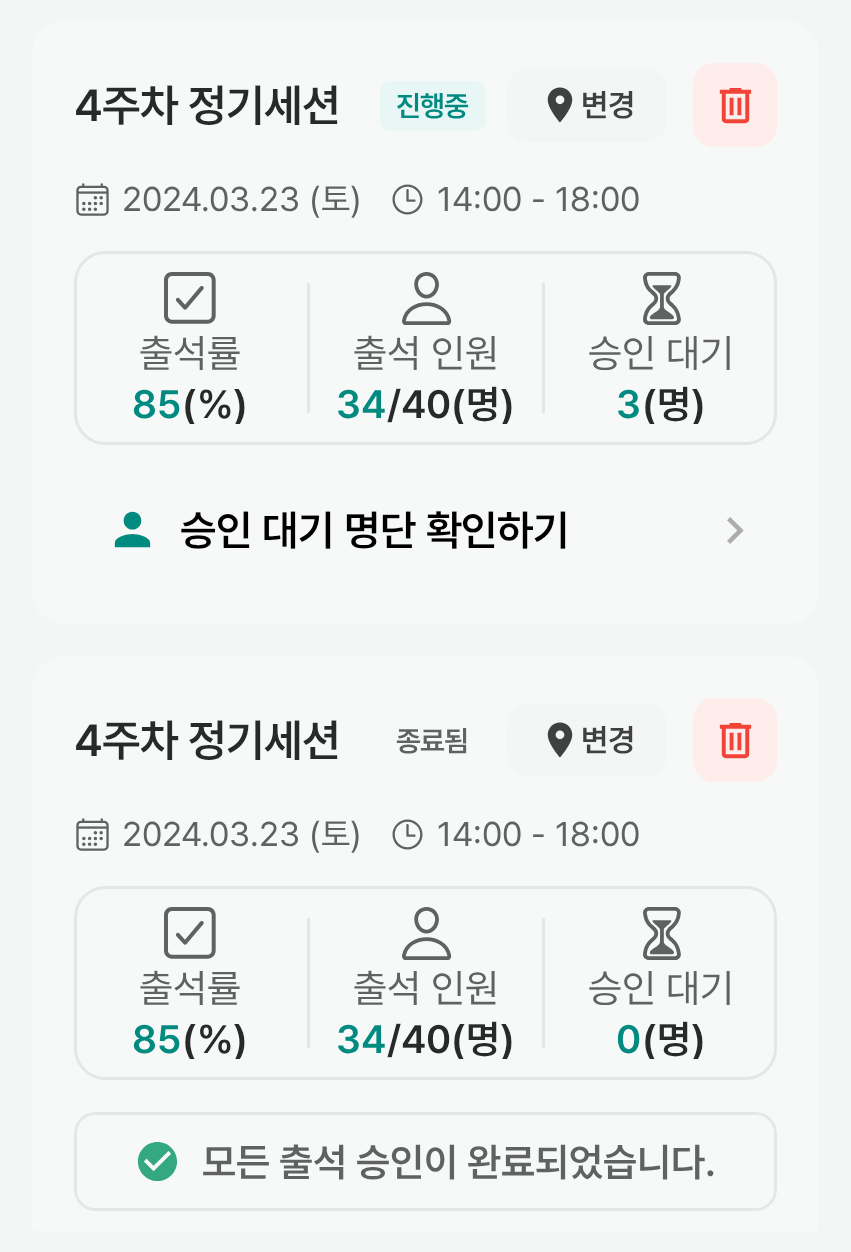 4주차 정기세션 진행중 변경
2024.03.23 (토) 14:00 - 18:00
출석률 출석 인원 승인 대기
85(%) 34/40(명) 3(명)
승인 대기 명단 확인하기
4주차 정기세션 종료됨 변경
2024.03.23 (토) 14:00 - 18:00
출석률 출석 인원 승인 대기
85(%) 34/40(명) 0(명)
모든 출석 승인이 완료되었습니다.